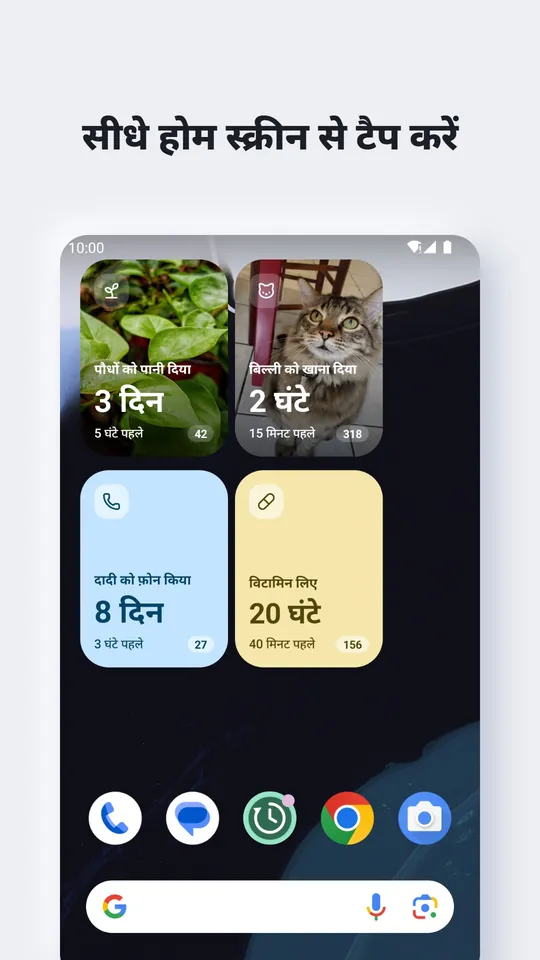 सीधे होम स्क्रीन से टैप करें
10:00
पौधों को पानी दिया
3 दिन
5 घंटे पहले
42
बिल्ली को खाना दिया
2 घंटे
15 मिनट पहले
318
दादी को फ़ोन किया
8 दिन
3 घंटे पहले
27
विटामिन लिए
20 घंटे
40 मिनट पहले
156